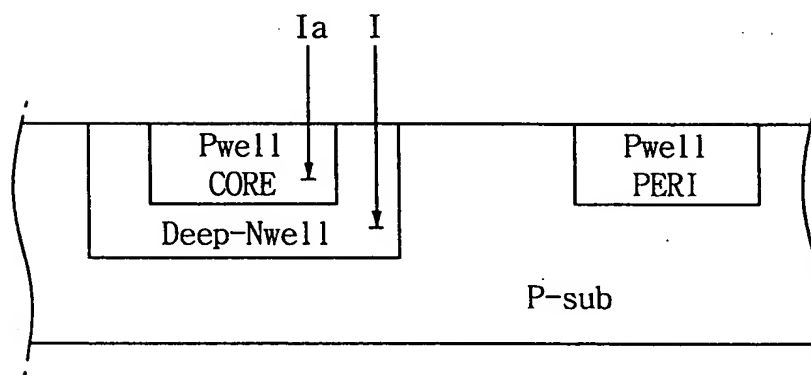 Ia I
Pwell
CORE
Pwell
PERI
Deep-Nwell
P-sub